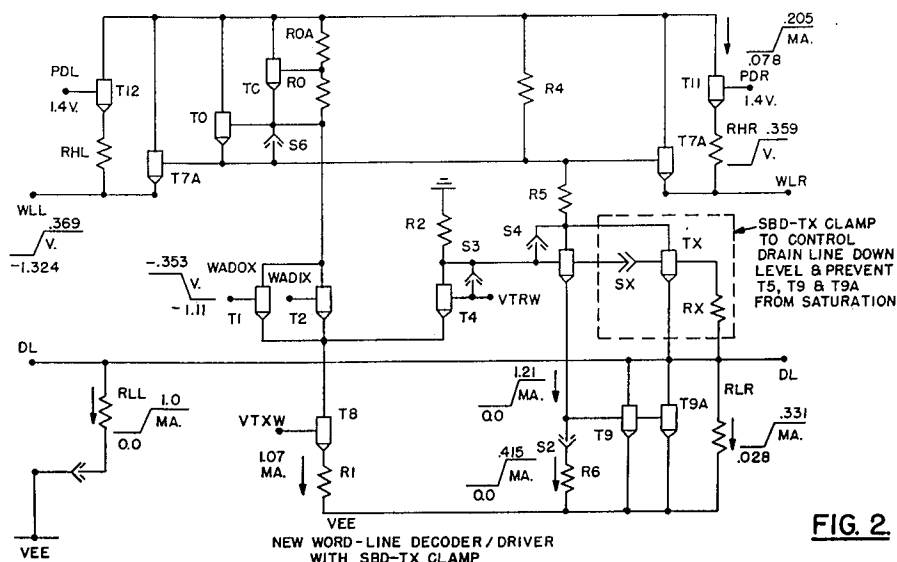 ROA
.205
MA.
.078
PDL
T12
1.4V.
TC
RO
R4
T11
PDR
1.4V.
TO
S6
RHL
T7A
T7A
RHR
.359
V.
WLL
WLR
R5
.369
V.
-1.324
R2
S4
TX
SBD-TX CLAMP
TO CONTROL
DRAIN LINE DOWN
LEVEL & PREVENT
T5, T9 & T9A
FROM SATURATION
S3
-.353
V.
-1.11
WADOX
WADIX
SX
T1
T2
T4
VTRW
RX
DL
DL
RLL
1.0
MA.
0.0
1.21
MA.
0.0
T9A
RLR
.331
MA.
.028
T8
VTXW
T9
1.07
MA.
R1
S2
.415
MA.
0.0
R6
VEE
VEE
NEW WORD-LINE DECODER/DRIVER
WITH SBD-TX CLAMP
FIG. 2.